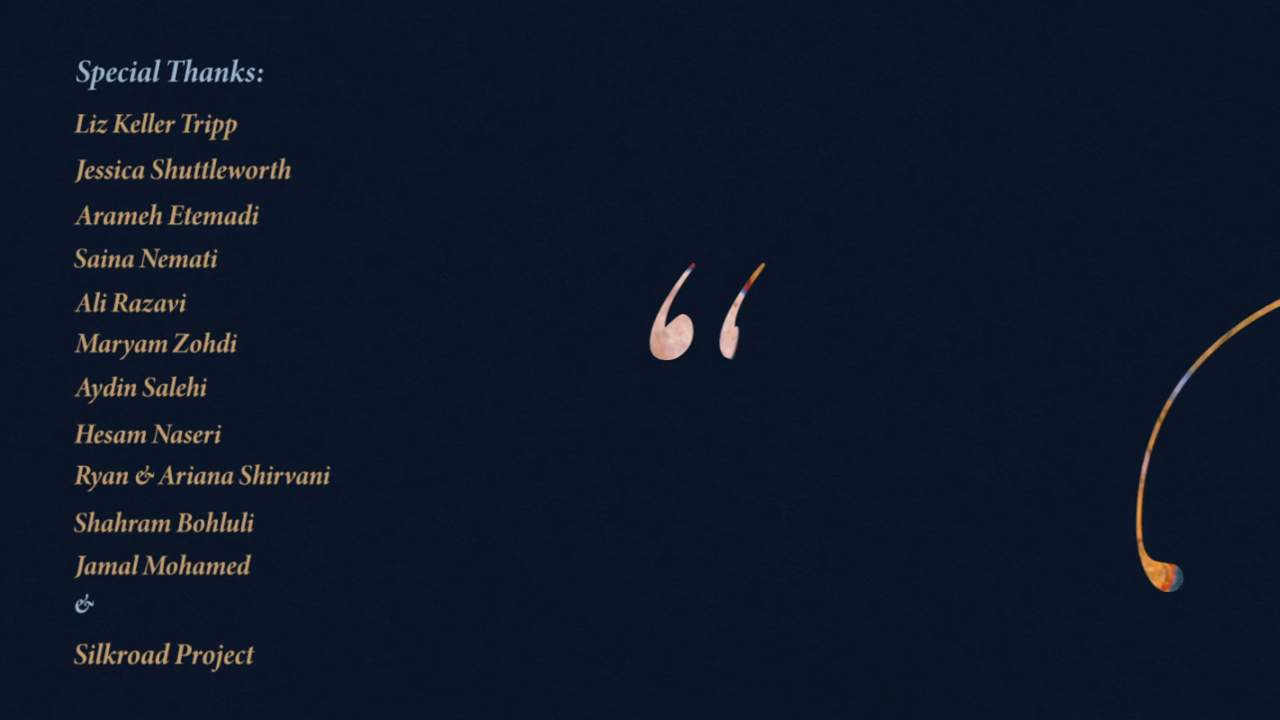 Special Thanks:
Liz Keller Tripp
Jessica Shuttleworth
Arameh Etemadi
Saina Nemati
Ali Razavi
Maryam Zohdi
Aydin Salehi
Hesam Naseri
Ryan & Ariana Shirvani
Shahram Bohluli
Jamal Mohamed
&
Silkroad Project
“